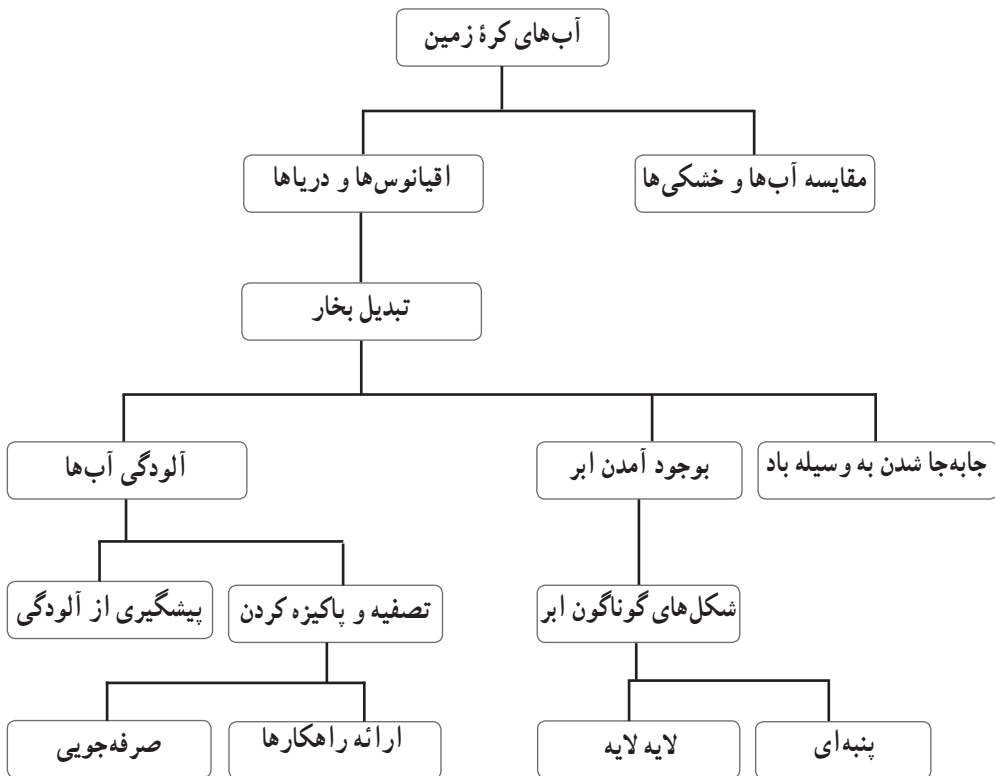 آب‌های کرهٔ زمین
مقایسه آب‌ها و خشکی‌ها
اقیانوس‌ها و دریاها
تبدیل بخار
جابه‌جا شدن به وسیله باد
بوجود آمدن ابر
آلودگی آب‌ها
شکل‌های گوناگون ابر
تصفیه و پاکیزه کردن
پیشگیری از آلودگی
پنبه‌ای
لایه لایه
ارائه راهکارها
صرفه‌جویی